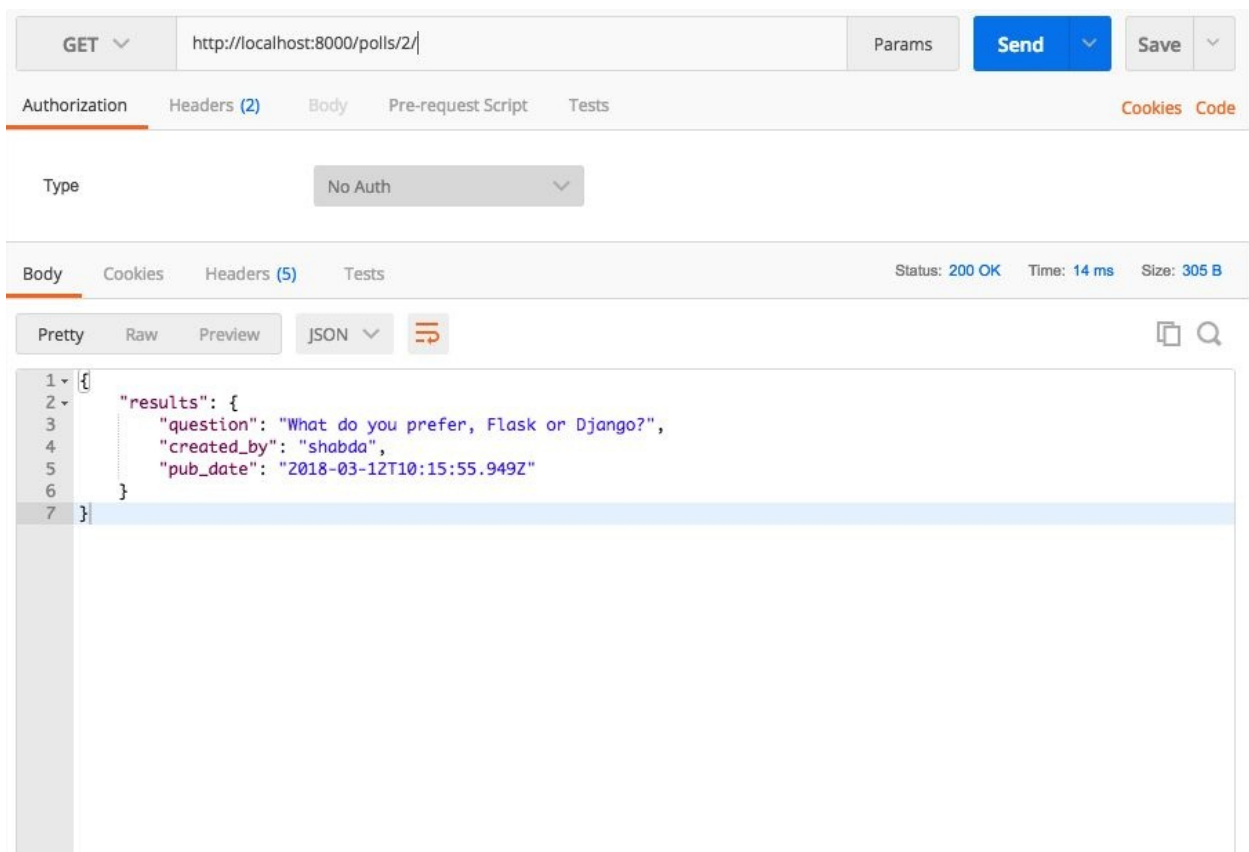 GET http://localhost:8000/polls/2/ Params Send Save
Authorization Headers (2) Body Pre-request Script Tests Cookies Code
Type No Auth
Body Cookies Headers (5) Tests Status: 200 OK Time: 14 ms Size: 305 B
Pretty Raw Preview JSON
1 {
2 "results": {
3 "question": "What do you prefer, Flask or Django?",
4 "created_by": "shabda",
5 "pub_date": "2018-03-12T10:15:55.949Z"
6 }
7 }